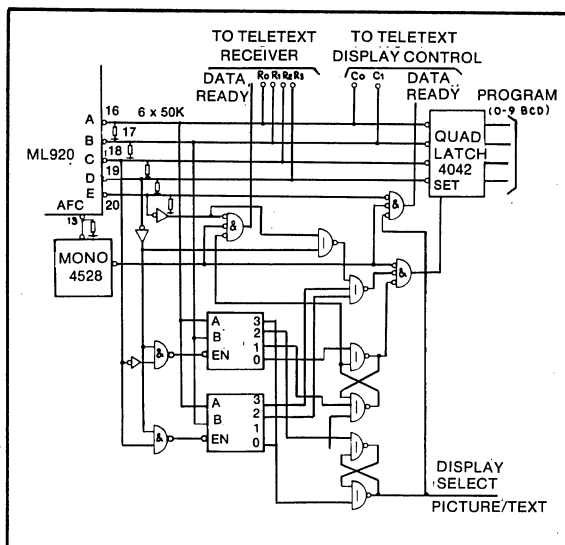 TO TELETEXT
RECEIVER
DATA
READY
R0 R1 R2 R3
TO TELETEXT
DISPLAY CONTROL
C0 C1
DATA
READY
PROGRAM
(0-9 BCD)
A 16 6 x 50K
B 17
ML920 C 18
D 19
E 20
AFC
13
QUAD
LATCH
4042
SET
MONO
4528
&
&
&
&
&
A 3
B 2
1
EN 0
A 3
B 2
1
EN 0
DISPLAY
SELECT
PICTURE/TEXT